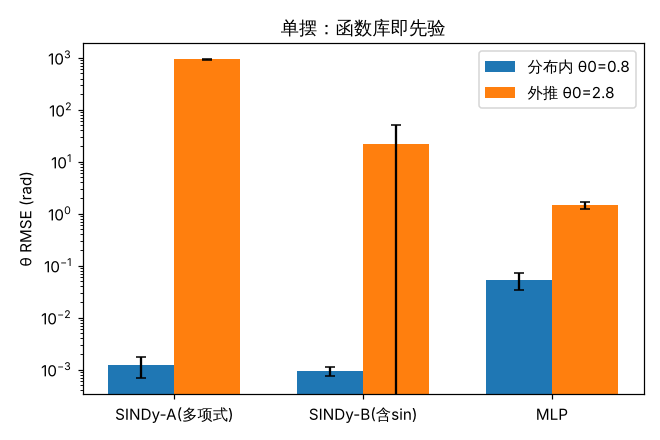 单摆：函数库即先验
分布内 θ0=0.8
外推 θ0=2.8
θ RMSE (rad)
10³
10²
10¹
10⁰
10⁻¹
10⁻²
10⁻³
SINDy-A(多项式)
SINDy-B(含sin)
MLP